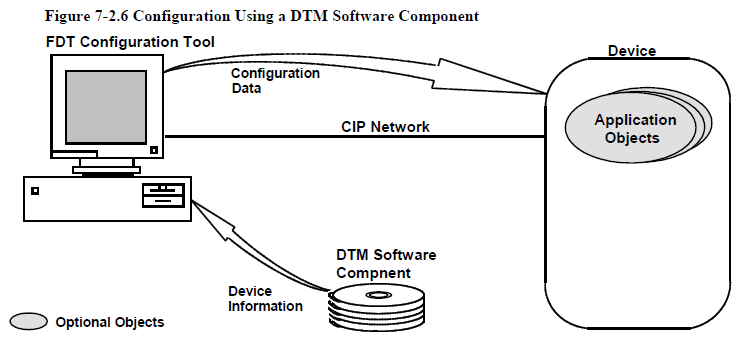 Figure 7-2.6 Configuration Using a DTM Software Component
FDT Configuration Tool
Device
Configuration
Data
Application
Objects
CIP Network
DTM Software
Compnent
Device
Information
Optional Objects